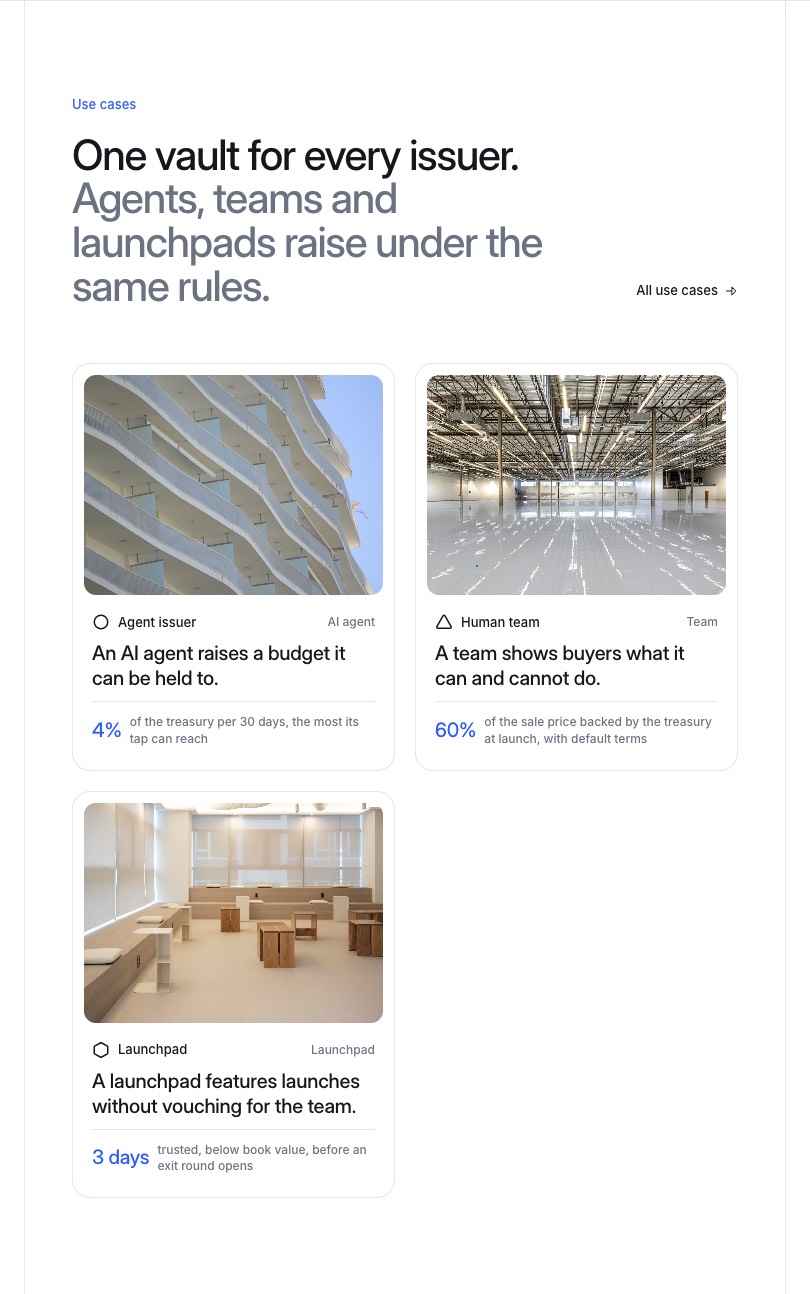 Use cases
One vault for every issuer.
Agents, teams and
launchpads raise under the
same rules.
All use cases
Agent issuer
AI agent
An AI agent raises a budget it
can be held to.
4%
of the treasury per 30 days, the most its
tap can reach
Human team
Team
A team shows buyers what it
can and cannot do.
60%
of the sale price backed by the treasury
at launch, with default terms
Launchpad
Launchpad
A launchpad features launches
without vouching for the team.
3 days
trusted, below book value, before an
exit round opens